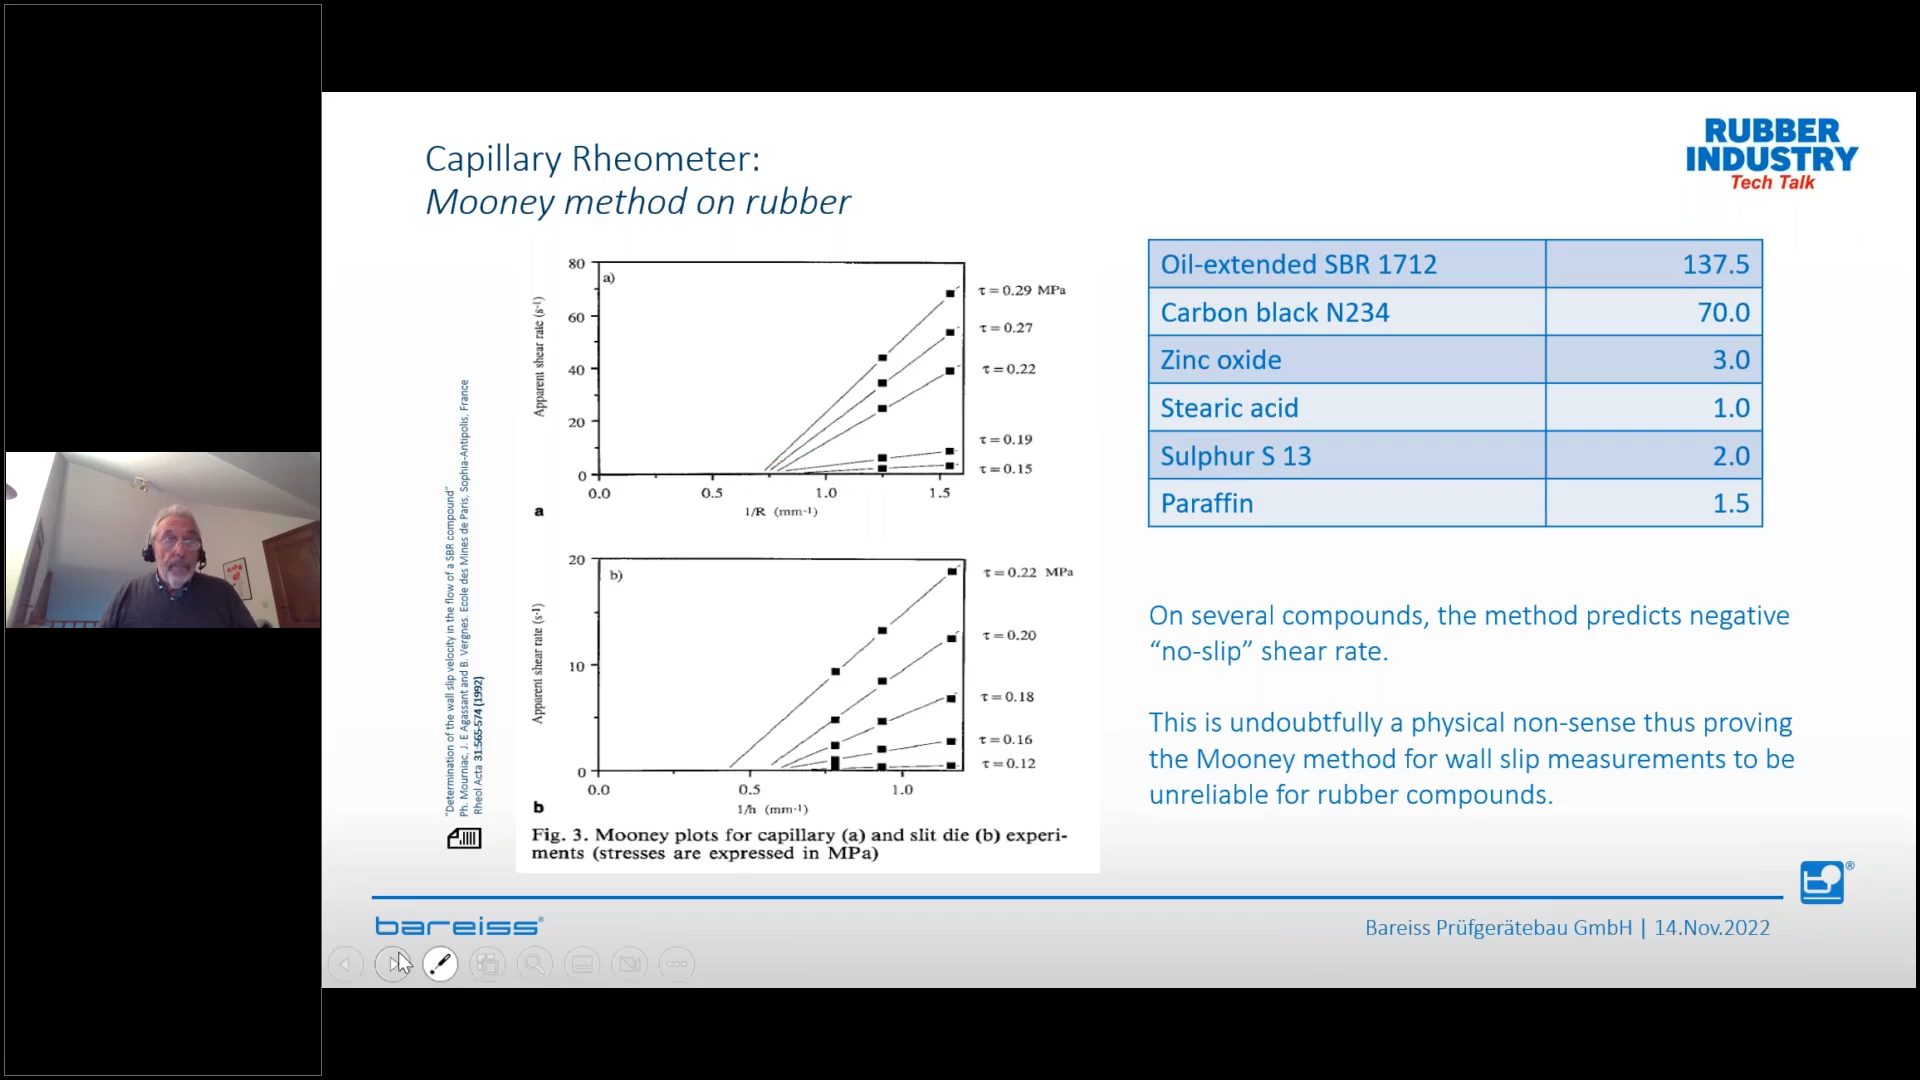 RUBBER
INDUSTRY
Tech Talk
Capillary Rheometer:
Mooney method on rubber
"Determination of the wall slip velocity in the flow of a SBR compound"
Ph. Mourniac, J. F. Agassant and B. Vergnes. Ecole des Mines de Paris, Sophia-Antipolis, France
Rheol Acta 31:565-574 (1992)
a)
80
60
40
20
0
Apparent shear rate (s-1)
0.0 0.5 1.0 1.5
a
1/R (mm-1)
τ = 0.29 MPa
τ = 0.27
τ = 0.22
τ = 0.19
τ = 0.15
b)
20
10
0
Apparent shear rate (s-1)
0.0 0.5 1.0
b
1/h (mm-1)
τ = 0.22 MPa
τ = 0.20
τ = 0.18
τ = 0.16
τ = 0.12
Fig. 3. Mooney plots for capillary (a) and slit die (b) experi-
ments (stresses are expressed in MPa)
Oil-extended SBR 1712 137.5
Carbon black N234 70.0
Zinc oxide 3.0
Stearic acid 1.0
Sulphur S 13 2.0
Paraffin 1.5
On several compounds, the method predicts negative
“no-slip” shear rate.
This is undoubtfully a physical non-sense thus proving
the Mooney method for wall slip measurements to be
unreliable for rubber compounds.
bareiss®
®
Bareiss Prüfgerätebau GmbH | 14.Nov.2022